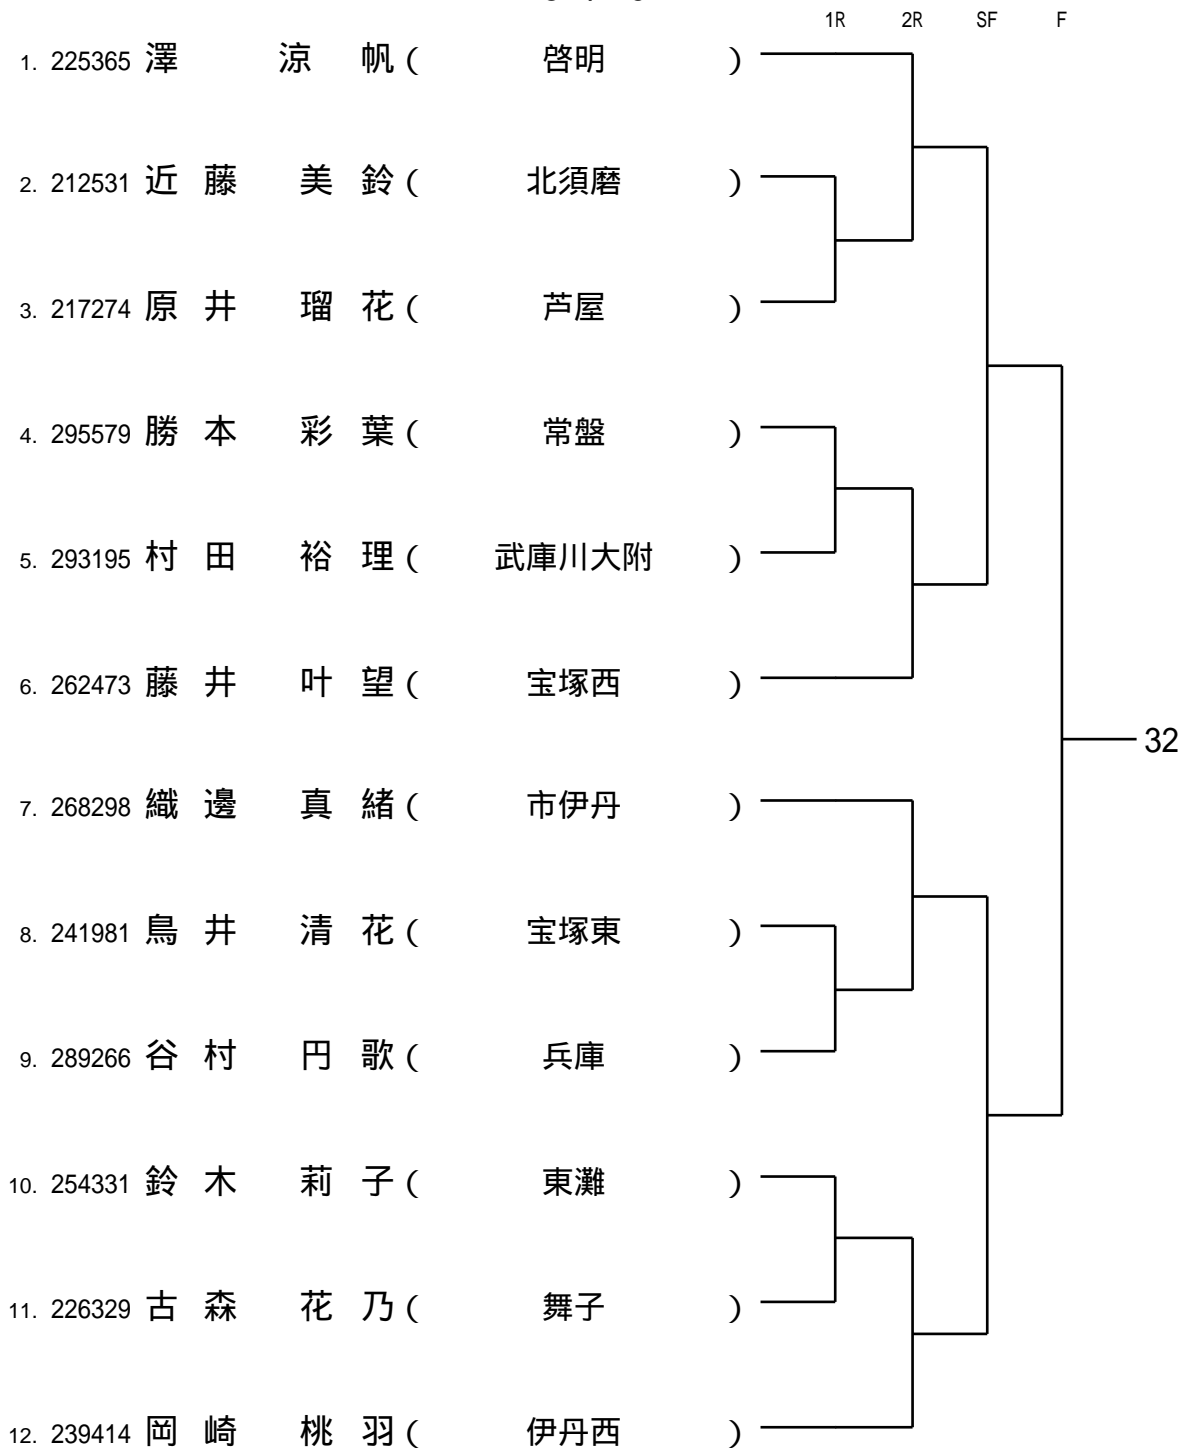 1R 2R SF F
1. 225365 澤 涼 帆 ( 啓明 )
2. 212531 近 藤 美 鈴 ( 北須磨 )
3. 217274 原 井 瑠 花 ( 芦屋 )
4. 295579 勝 本 彩 葉 ( 常盤 )
5. 293195 村 田 裕 理 ( 武庫川大附 )
6. 262473 藤 井 叶 望 ( 宝塚西 )
32
7. 268298 織 邊 真 緒 ( 市伊丹 )
8. 241981 鳥 井 清 花 ( 宝塚東 )
9. 289266 谷 村 円 歌 ( 兵庫 )
10. 254331 鈴 木 莉 子 ( 東灘 )
11. 226329 古 森 花 乃 ( 舞子 )
12. 239414 岡 崎 桃 羽 ( 伊丹西 )